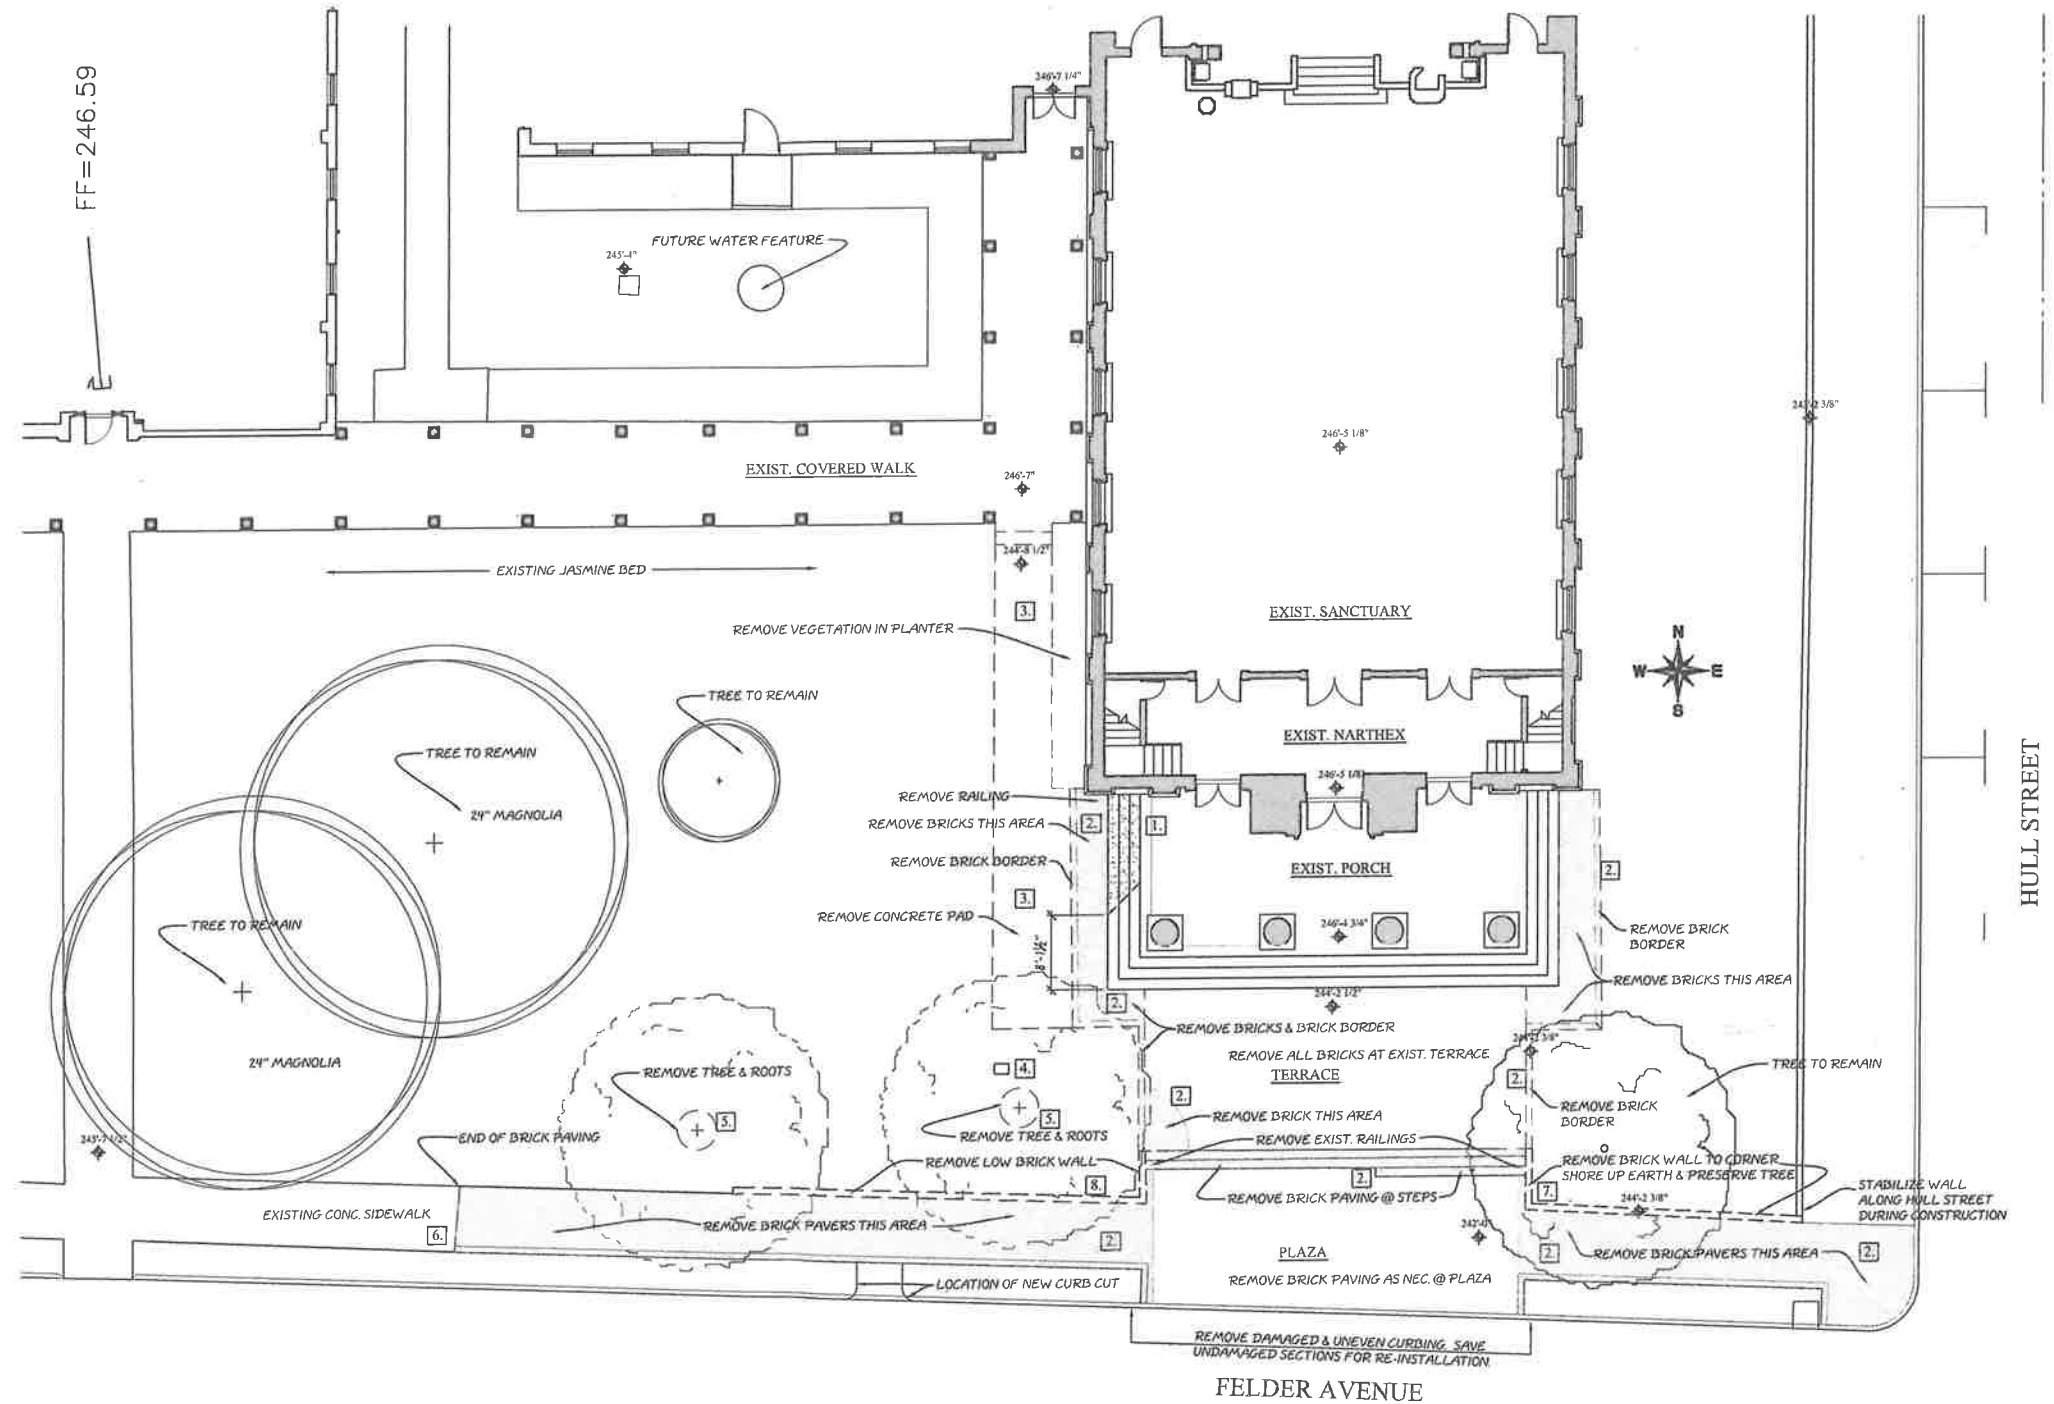 FF=246.59
246'-7 1/4"
FUTURE WATER FEATURE
245'-4"
246'-5 1/8"
EXIST. COVERED WALK
246'-7"
244'-8 1/2"
EXISTING JASMINE BED
3.
REMOVE VEGETATION IN PLANTER
EXIST. SANCTUARY
N
W
E
S
TREE TO REMAIN
EXIST. NARTHEX
TREE TO REMAIN
24" MAGNOLIA
246'-5 1/8"
HULL STREET
REMOVE RAILING
REMOVE BRICKS THIS AREA
2.
1.
REMOVE BRICK BORDER
EXIST. PORCH
2.
3.
REMOVE CONCRETE PAD
8'-1½"
246'-4 3/4"
TREE TO REMAIN
REMOVE BRICK
BORDER
REMOVE BRICKS THIS AREA
244'-2 1/2"
2.
REMOVE BRICKS & BRICK BORDER
REMOVE ALL BRICKS AT EXIST. TERRACE
TERRACE
24" MAGNOLIA
REMOVE TREE & ROOTS
4.
TREE TO REMAIN
2.
2.
REMOVE BRICK
BORDER
5.
5.
REMOVE BRICK THIS AREA
243'-7 1/2"
END OF BRICK PAVING
REMOVE TREE & ROOTS
REMOVE EXIST. RAILINGS
REMOVE LOW BRICK WALL
REMOVE BRICK WALL TO CORNER
SHORE UP EARTH & PRESERVE TREE
8.
2.
7.
REMOVE BRICK PAVING @ STEPS
244'-2 3/8"
STABILIZE WALL
ALONG HULL STREET
DURING CONSTRUCTION
EXISTING CONC. SIDEWALK
6.
REMOVE BRICK PAVERS THIS AREA
2.
PLAZA
2.
REMOVE BRICK PAVERS THIS AREA
2.
LOCATION OF NEW CURB CUT
REMOVE BRICK PAVING AS NEC. @ PLAZA
REMOVE DAMAGED & UNEVEN CURBING. SAVE
UNDAMAGED SECTIONS FOR RE-INSTALLATION.
FELDER AVENUE